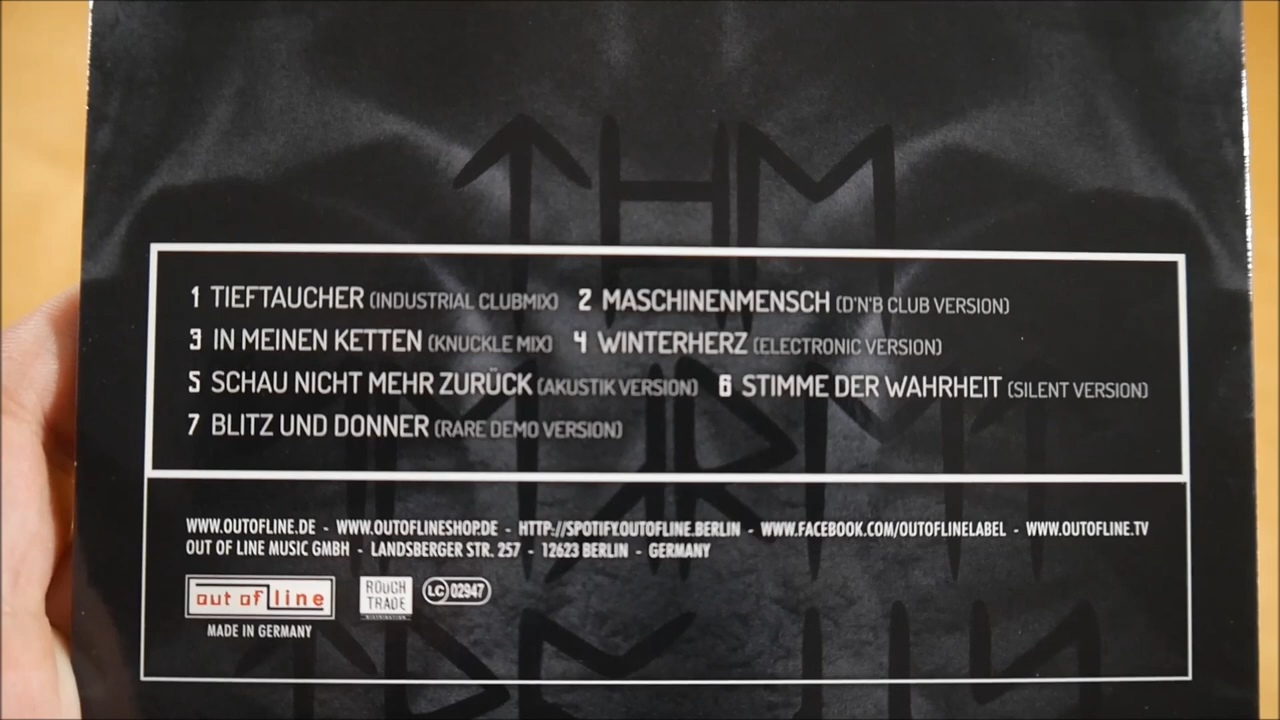 1 TIEFTAUCHER (INDUSTRIAL CLUBMIX) 2 MASCHINENMENSCH (D'N'B CLUB VERSION)
3 IN MEINEN KETTEN (KNUCKLE MIX) 4 WINTERHERZ (ELECTRONIC VERSION)
5 SCHAU NICHT MEHR ZURÜCK (AKUSTIK VERSION) 6 STIMME DER WAHRHEIT (SILENT VERSION)
7 BLITZ UND DONNER (RARE DEMO VERSION)
WWW.OUTOFLINE.DE - WWW.OUTOFLINESHOP.DE - HTTP://SPOTIFY.OUTOFLINE.BERLIN - WWW.FACEBOOK.COM/OUTOFLINELABEL - WWW.OUTOFLINE.TV
OUT OF LINE MUSIC GMBH - LANDSBERGER STR. 257 - 12623 BERLIN - GERMANY
out of line
ROUGH
TRADE
LC 02947
MADE IN GERMANY